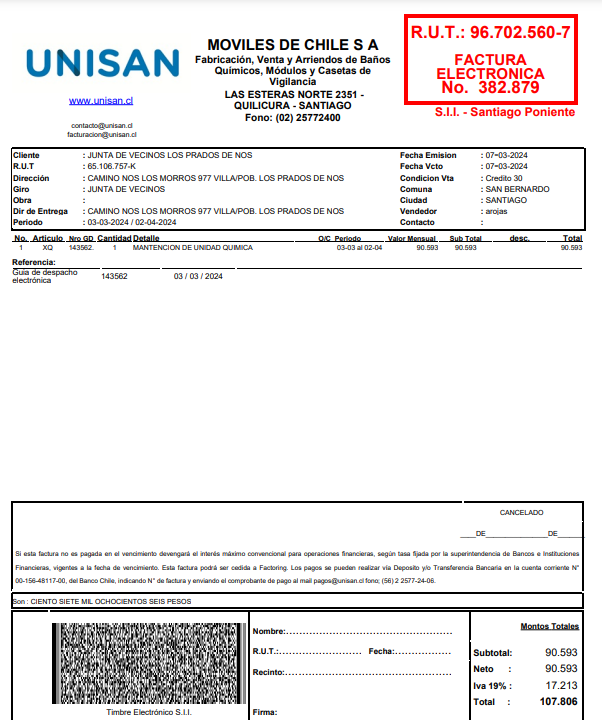 UNISAN
www.unisan.cl
contacto@unisan.cl
facturacion@unisan.cl
MOVILES DE CHILE S A
Fabricación, Venta y Arriendos de Baños
Químicos, Módulos y Casetas de
Vigilancia
LAS ESTERAS NORTE 2351 -
QUILICURA - SANTIAGO
Fono: (02) 25772400
R.U.T.: 96.702.560-7
FACTURA
ELECTRONICA
No. 382.879
S.I.I. - Santiago Poniente
Cliente : JUNTA DE VECINOS LOS PRADOS DE NOS Fecha Emision : 07-03-2024
R.U.T : 65.106.757-K Fecha Vcto : 07-03-2024
Dirección : CAMINO NOS LOS MORROS 977 VILLA/POB. LOS PRADOS DE NOS Condicion Vta : Credito 30
Giro : JUNTA DE VECINOS Comuna : SAN BERNARDO
Obra : Ciudad : SANTIAGO
Dir de Entrega : CAMINO NOS LOS MORROS 977 VILLA/POB. LOS PRADOS DE NOS Vendedor : arojas
Periodo : 03-03-2024 / 02-04-2024 Contacto :
No. Articulo Nro GD Cantidad Detalle O/C Periodo Valor Mensual Sub Total desc. Total
1 XQ 143562. 1 MANTENCION DE UNIDAD QUIMICA 03-03 al 02-04 90.593 90.593 90.593
Referencia:
Guia de despacho electrónica 143562 03 / 03 / 2024
CANCELADO
____DE______________DE______
Si esta factura no es pagada en el vencimiento devengará el interés máximo convencional para operaciones financieras, según tasa fijada por la superintendencia de Bancos e Instituciones
Financieras, vigentes a la fecha de vencimiento. Esta factura podrá ser cedida a Factoring. Los pagos se pueden realizar vía Deposito y/o Transferencia Bancaria en la cuenta corriente N°
00-156-48117-00, del Banco Chile, indicando N° de factura y enviando el comprobante de pago al mail pagos@unisan.cl fono; (56) 2 2577-24-06.
Son : CIENTO SIETE MIL OCHOCIENTOS SEIS PESOS
Timbre Electrónico S.I.I.
Nombre:................................................
R.U.T.:........................ Fecha:................
Recinto:................................................
Firma:
Montos Totales
Subtotal: 90.593
Neto : 90.593
Iva 19% : 17.213
Total : 107.806